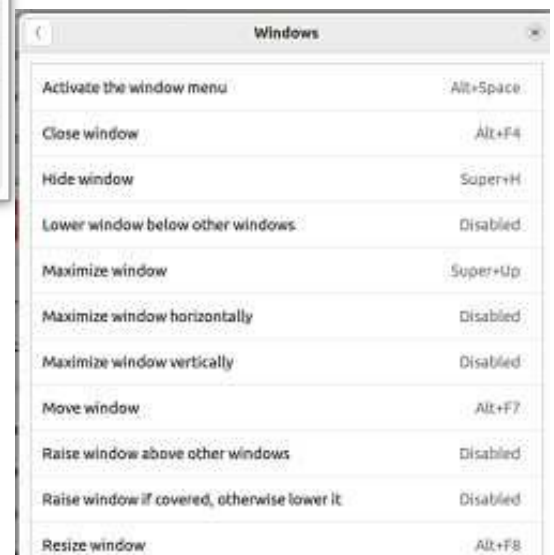 Windows
Activate the window menu Alt+Space
Close window Alt+F4
Hide window Super+H
Lower window below other windows Disabled
Maximize window Super+Up
Maximize window horizontally Disabled
Maximize window vertically Disabled
Move window Alt+F7
Raise window above other windows Disabled
Raise window if covered, otherwise lower it Disabled
Resize window Alt+F8